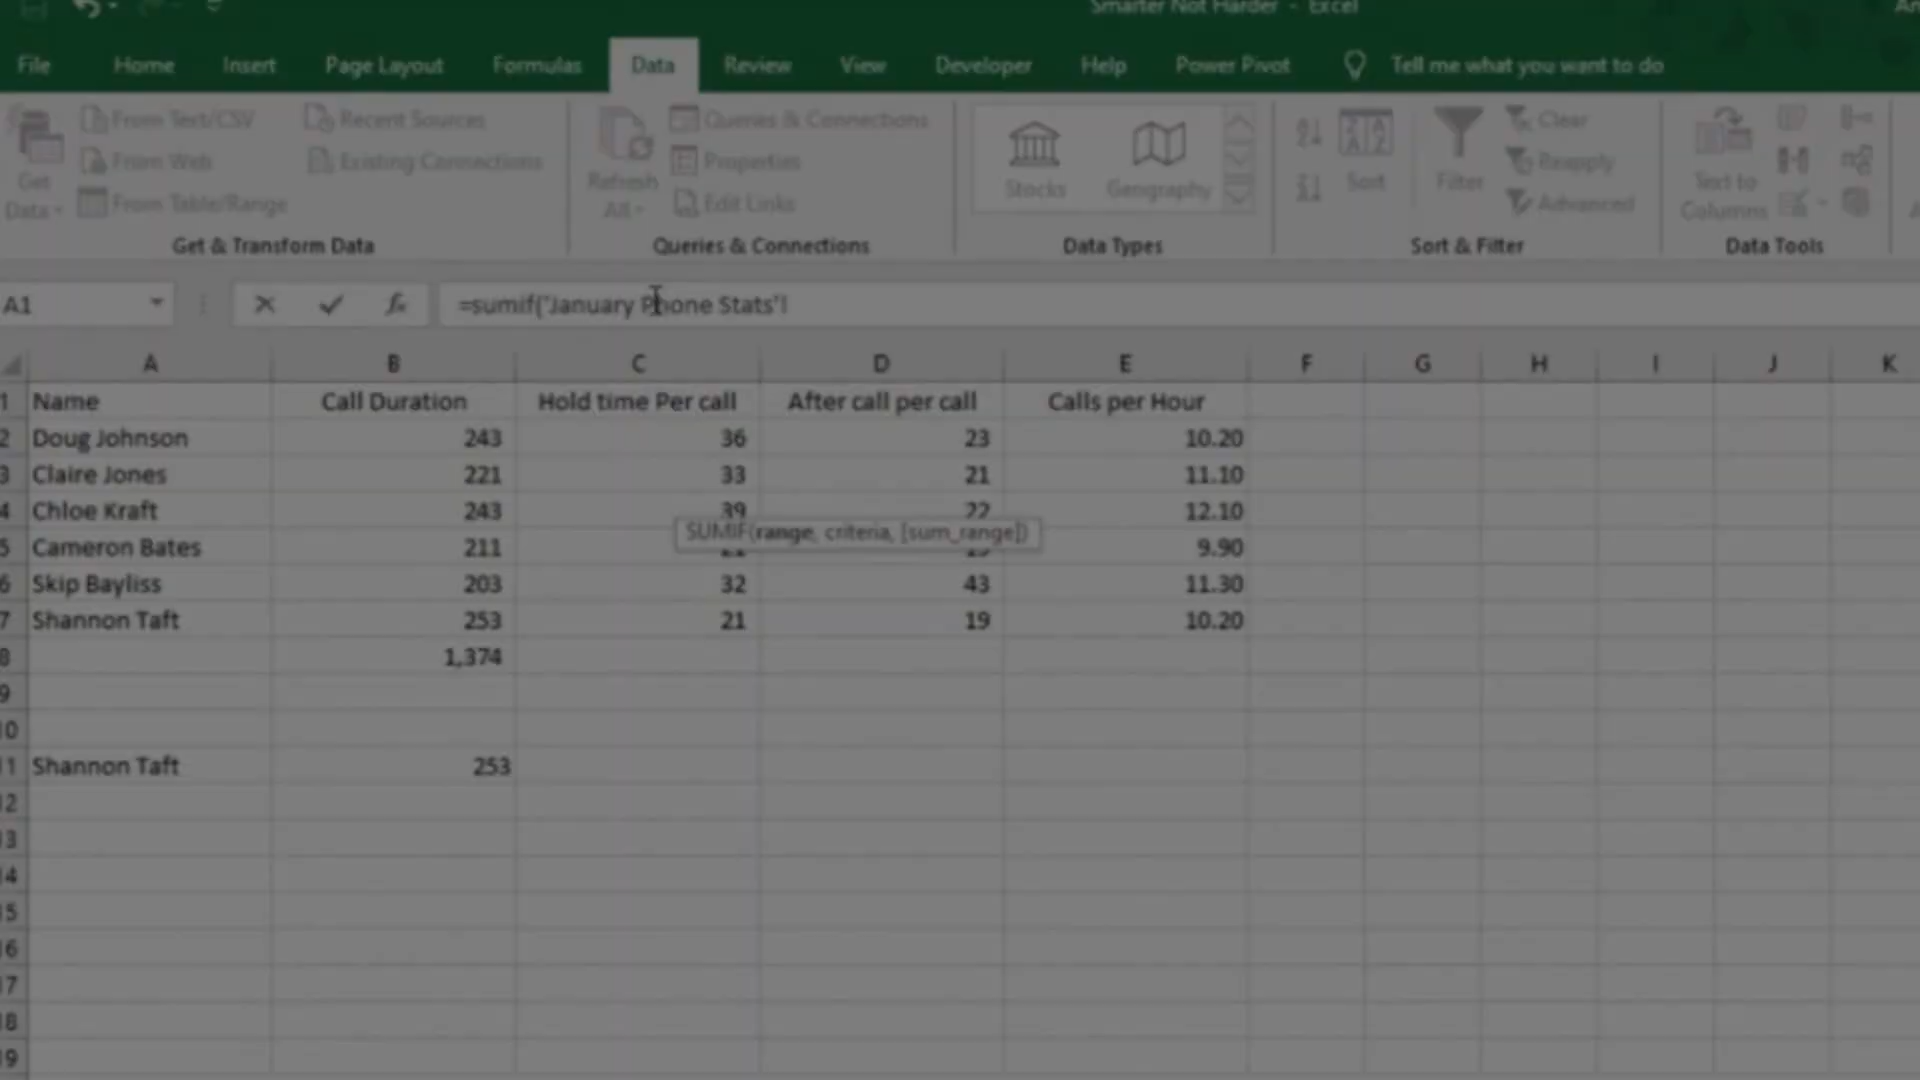 Smarter Not Harder - Excel
File Home Insert Page Layout Formulas Data Review View Developer Help Power Pivot Tell me what you want to do
From Text/CSV Recent Sources Queries & Connections Clear
From Web Existing Connections Properties Reapply
Get Data From Table/Range Refresh All Edit Links Stocks Geography Sort Filter Advanced Text to Columns
Get & Transform Data Queries & Connections Data Types Sort & Filter Data Tools
A1 fx =sumif('January Phone Stats'!
A B C D E F G H I J K
1 Name Call Duration Hold time Per call After call per call Calls per Hour
2 Doug Johnson 243 36 23 10.20
3 Claire Jones 221 33 21 11.10
4 Chloe Kraft 243 39 22 12.10
SUMIF(range, criteria, [sum_range])
5 Cameron Bates 211 9.90
6 Skip Bayliss 203 32 43 11.30
7 Shannon Taft 253 21 19 10.20
8 1,374
9
10
11 Shannon Taft 253
12
13
14
15
16
17
18
19